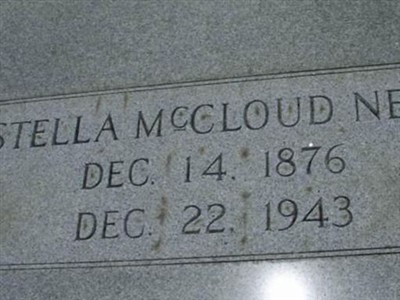 STELLA McCLOUD NE
DEC. 14. 1876
DEC. 22. 1943